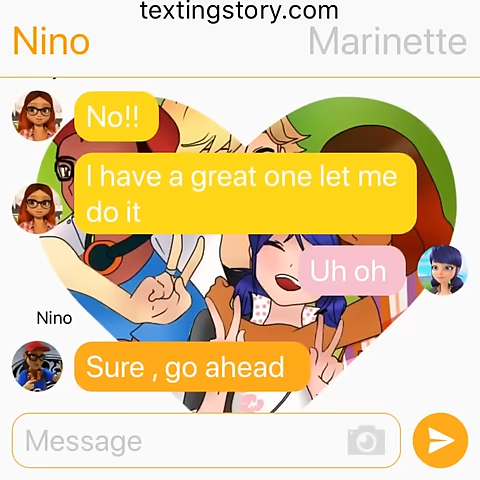 textingstory.com
Nino
Marinette
No!!
I have a great one let me
do it
Uh oh
Nino
Sure , go ahead
Message